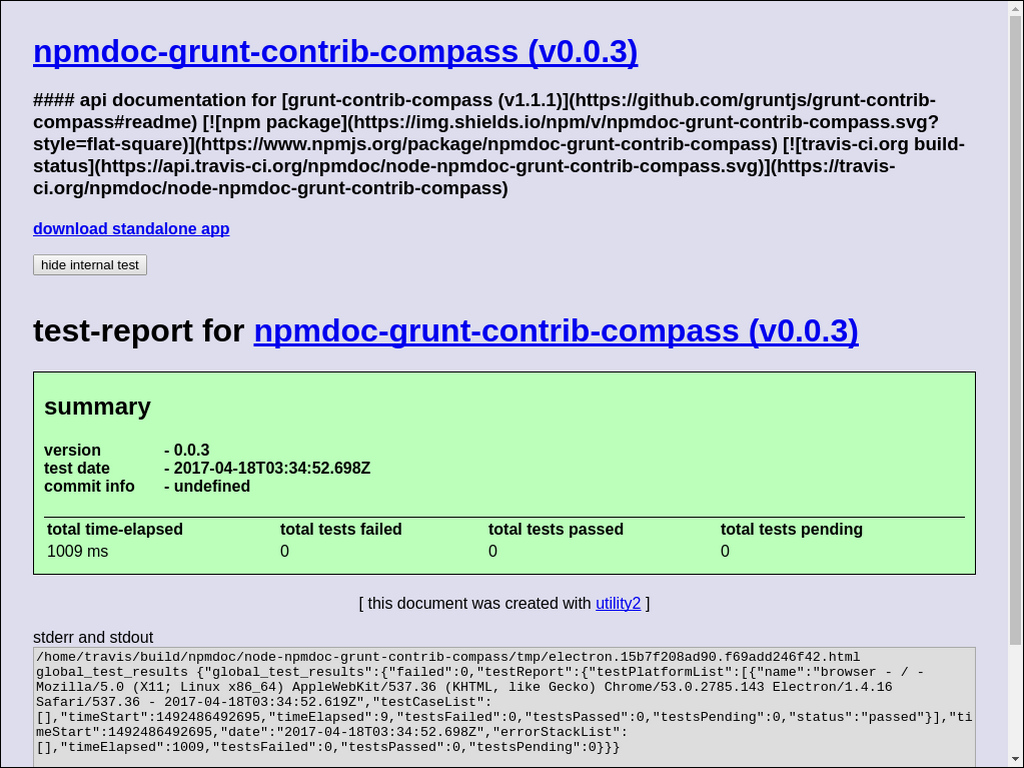 npmdoc-grunt-contrib-compass (v0.0.3)
#### api documentation for [grunt-contrib-compass (v1.1.1)](https://github.com/gruntjs/grunt-contrib-
compass#readme) [![npm package](https://img.shields.io/npm/v/npmdoc-grunt-contrib-compass.svg?
style=flat-square)](https://www.npmjs.org/package/npmdoc-grunt-contrib-compass) [![travis-ci.org build-
status](https://api.travis-ci.org/npmdoc/node-npmdoc-grunt-contrib-compass.svg)](https://travis-
ci.org/npmdoc/node-npmdoc-grunt-contrib-compass)
download standalone app
hide internal test
test-report for npmdoc-grunt-contrib-compass (v0.0.3)
summary
version - 0.0.3
test date - 2017-04-18T03:34:52.698Z
commit info - undefined
total time-elapsed total tests failed total tests passed total tests pending
1009 ms 0 0 0
[ this document was created with utility2 ]
stderr and stdout
/home/travis/build/npmdoc/node-npmdoc-grunt-contrib-compass/tmp/electron.15b7f208ad90.f69add246f42.html
global_test_results {"global_test_results":{"failed":0,"testReport":{"testPlatformList":[{"name":"browser - / -
Mozilla/5.0 (X11; Linux x86_64) AppleWebKit/537.36 (KHTML, like Gecko) Chrome/53.0.2785.143 Electron/1.4.16
Safari/537.36 - 2017-04-18T03:34:52.619Z","testCaseList":
[],"timeStart":1492486492695,"timeElapsed":9,"testsFailed":0,"testsPassed":0,"testsPending":0,"status":"passed"}],"ti
meStart":1492486492695,"date":"2017-04-18T03:34:52.698Z","errorStackList":
[],"timeElapsed":1009,"testsFailed":0,"testsPassed":0,"testsPending":0}}}